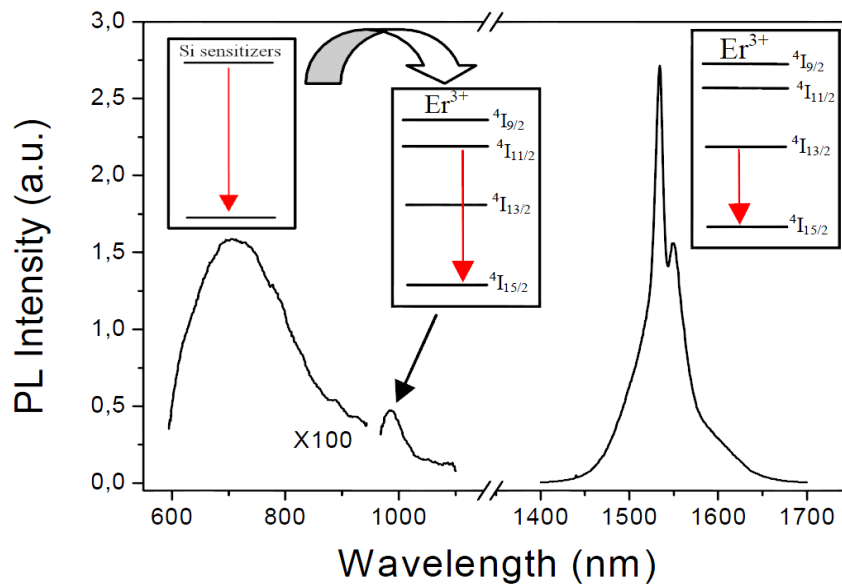 PL Intensity (a.u.)
3,0
2,5
2,0
1,5
1,0
0,5
0,0
Si sensitizers
Er³⁺
⁴I₉/₂
⁴I₁₁/₂
⁴I₁₃/₂
⁴I₁₅/₂
Er³⁺
⁴I₉/₂
⁴I₁₁/₂
⁴I₁₃/₂
⁴I₁₅/₂
X100
600 800 1000 1400 1500 1600 1700
Wavelength (nm)